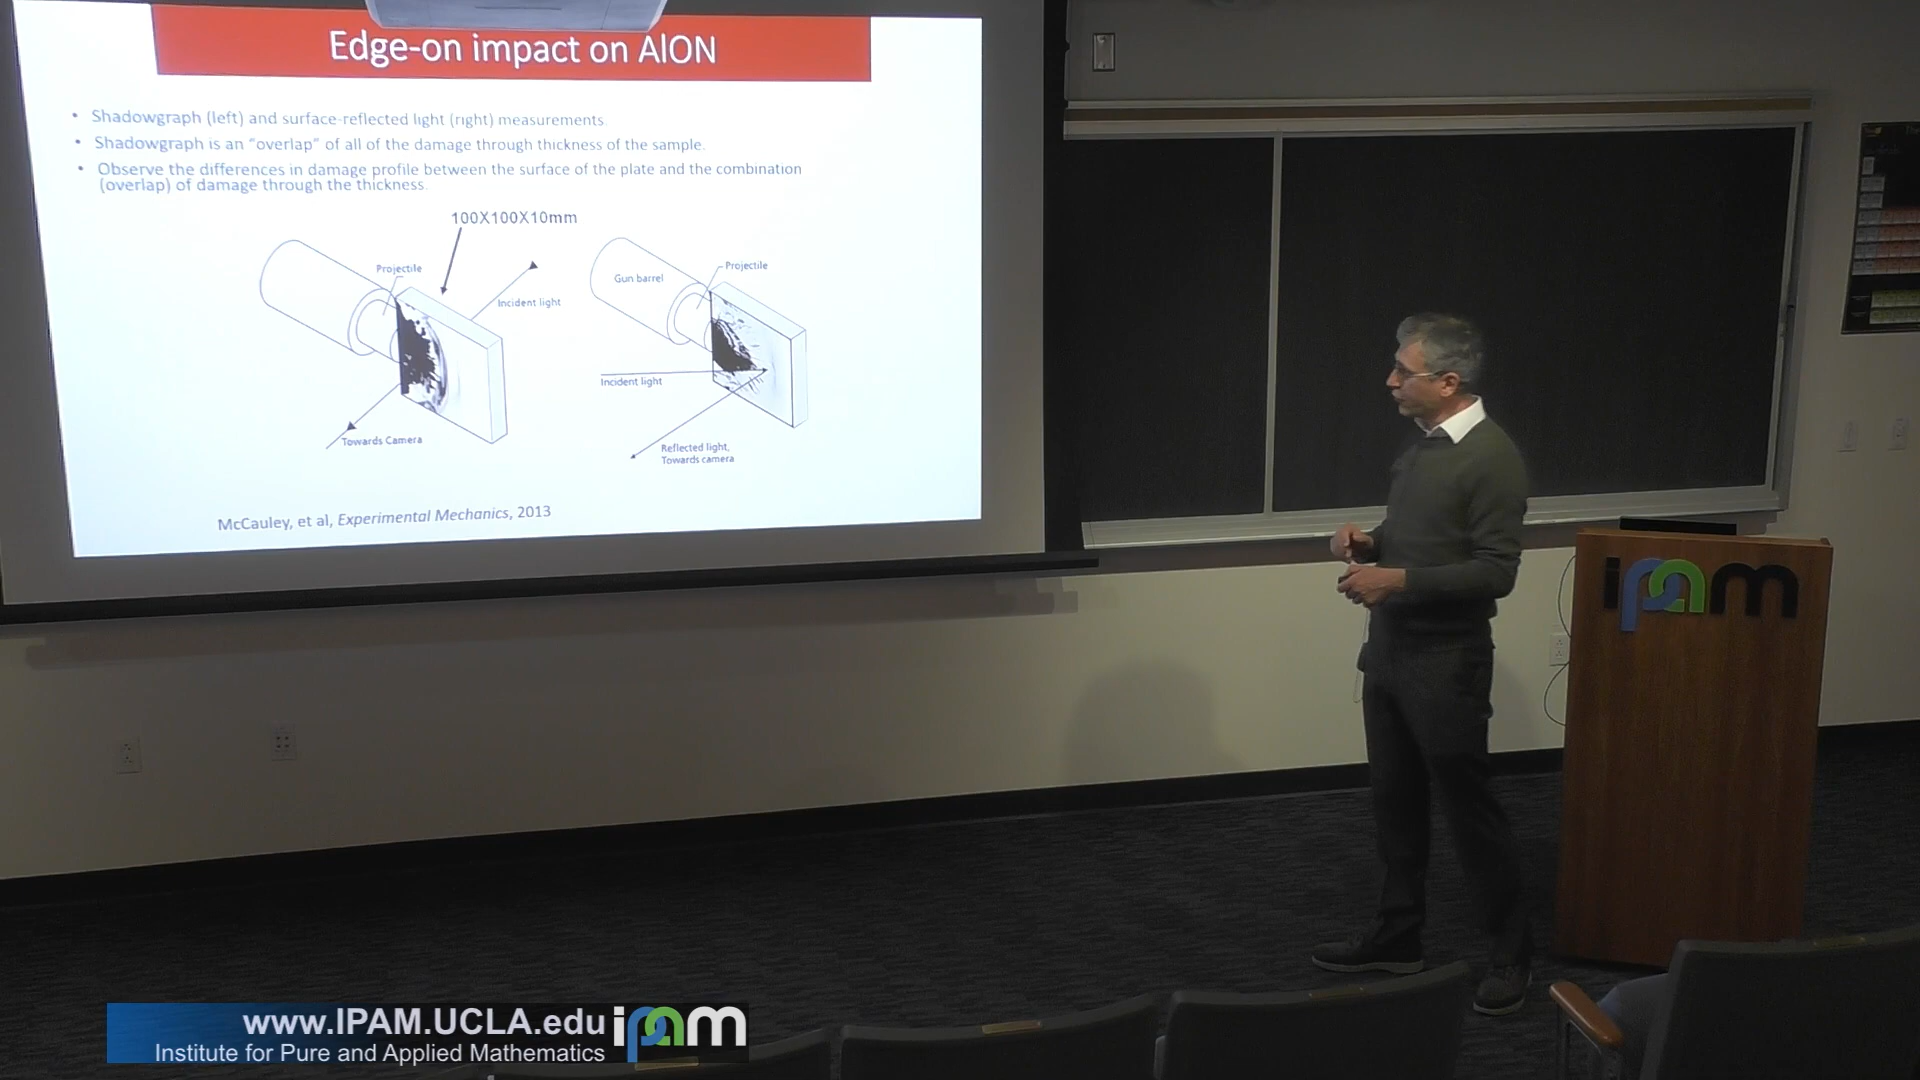 Edge-on impact on AlON
• Shadowgraph (left) and surface-reflected light (right) measurements.
• Shadowgraph is an “overlap” of all of the damage through thickness of the sample.
• Observe the differences in damage profile between the surface of the plate and the combination
(overlap) of damage through the thickness.
100X100X10mm
Projectile
Incident light
Towards Camera
Gun barrel
Projectile
Incident light
Reflected light,
Towards camera
McCauley, et al, Experimental Mechanics, 2013
ipam
www.IPAM.UCLA.edu
Institute for Pure and Applied Mathematics
ipam